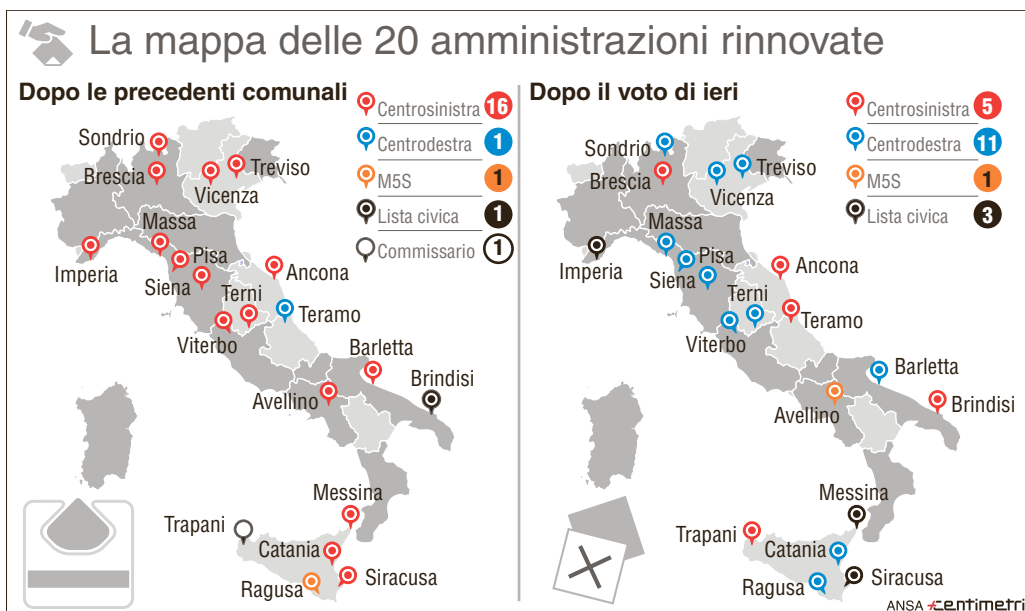 La mappa delle 20 amministrazioni rinnovate
Dopo le precedenti comunali
Centrosinistra 16
Centrodestra 1
M5S 1
Lista civica 1
Commissario 1
Sondrio
Brescia
Treviso
Vicenza
Massa
Imperia
Pisa
Siena
Ancona
Terni
Teramo
Viterbo
Barletta
Brindisi
Avellino
Messina
Trapani
Catania
Ragusa
Siracusa
Dopo il voto di ieri
Centrosinistra 5
Centrodestra 11
M5S 1
Lista civica 3
Sondrio
Brescia
Treviso
Vicenza
Massa
Imperia
Pisa
Siena
Ancona
Terni
Teramo
Viterbo
Barletta
Avellino
Brindisi
Messina
Trapani
Catania
Ragusa
Siracusa
ANSA centimetri